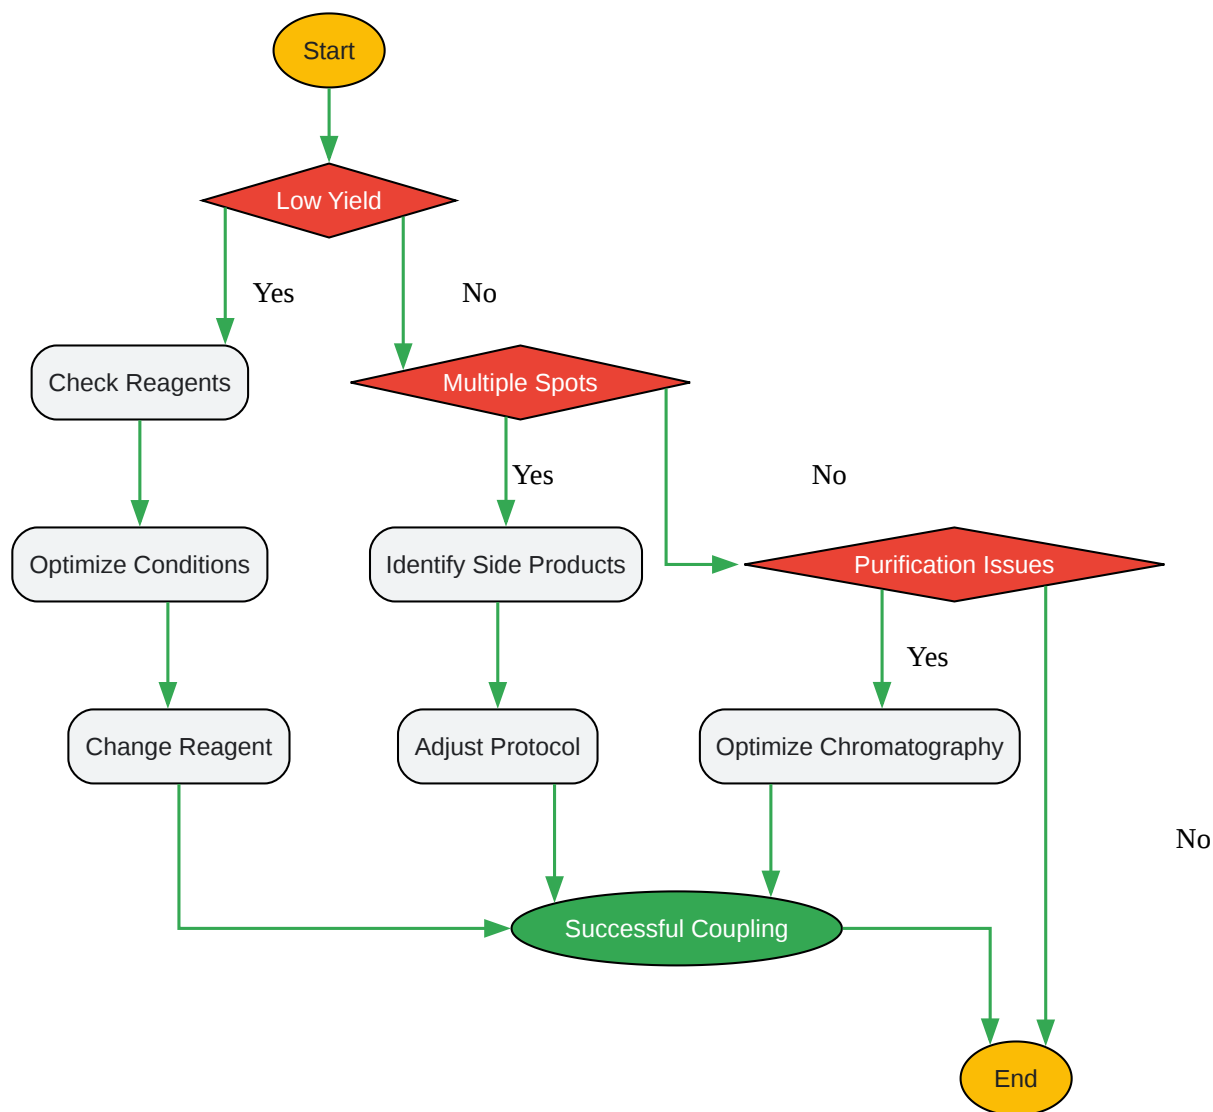 Start
Low Yield
Yes
No
Check Reagents
Multiple Spots
Yes
No
Optimize Conditions
Identify Side Products
Purification Issues
Yes
Change Reagent
Adjust Protocol
Optimize Chromatography
No
Successful Coupling
End